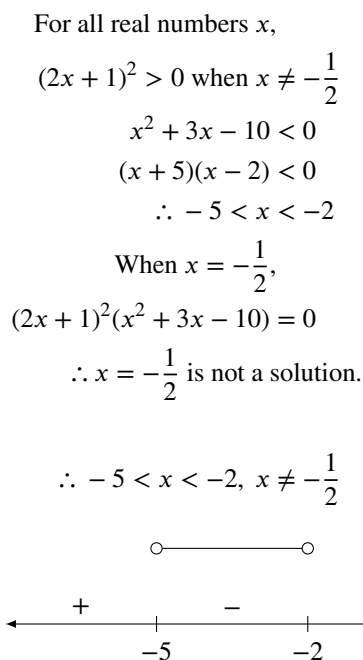 For all real numbers x,
(2x + 1)² > 0 when x ≠ −1/2
x² + 3x − 10 < 0
(x + 5)(x − 2) < 0
∴ − 5 < x < −2
When x = −1/2,
(2x + 1)²(x² + 3x − 10) = 0
∴ x = −1/2 is not a solution.
∴ − 5 < x < −2, x ≠ −1/2
+ −
−5 −2